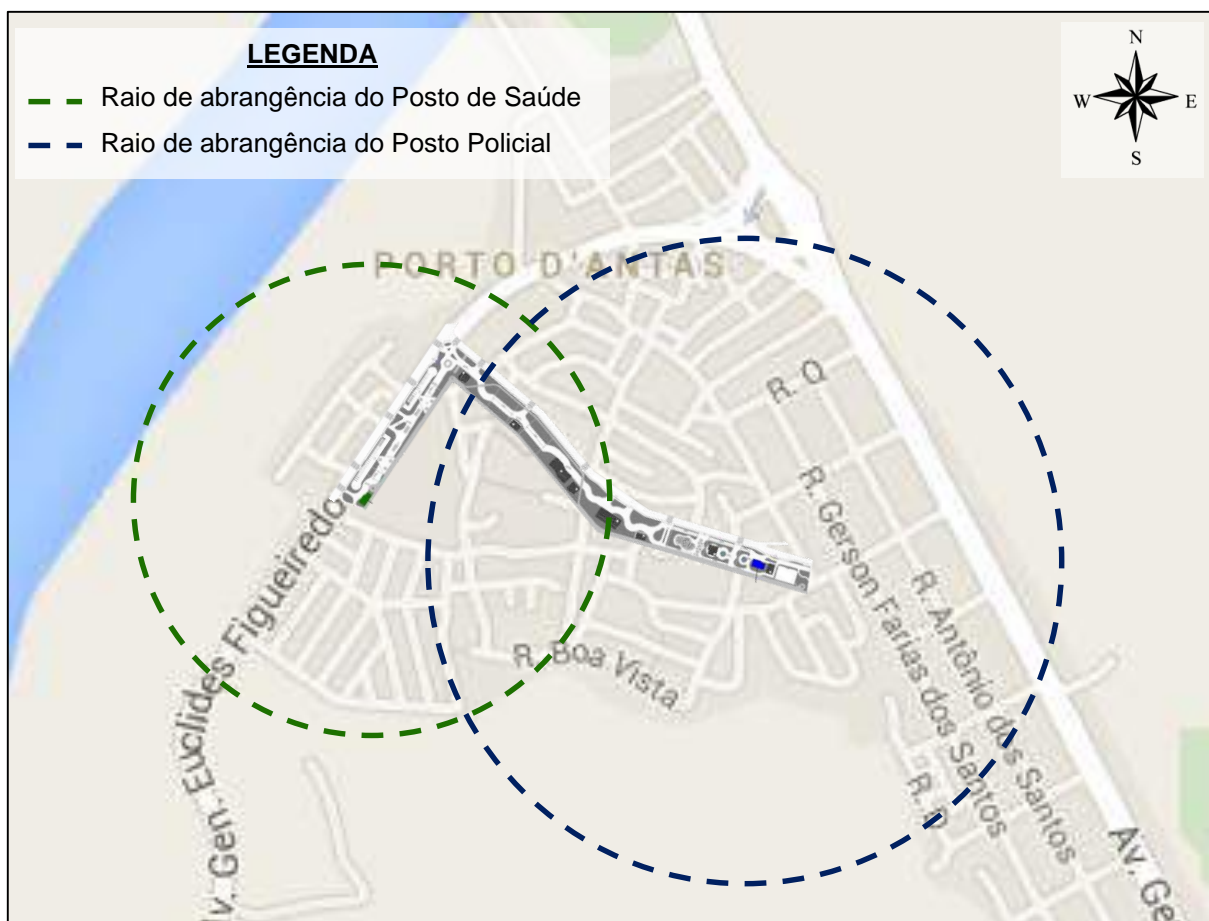 LEGENDA
Raio de abrangência do Posto de Saúde
Raio de abrangência do Posto Policial
N
W
E
S
PORTO D'ANTAS
R. Q
R. Gerson Farias dos Santos
R. Antônio dos Santos
R. Boa Vista
Av. Gen. Euclides Figueiredo
Av. Ge